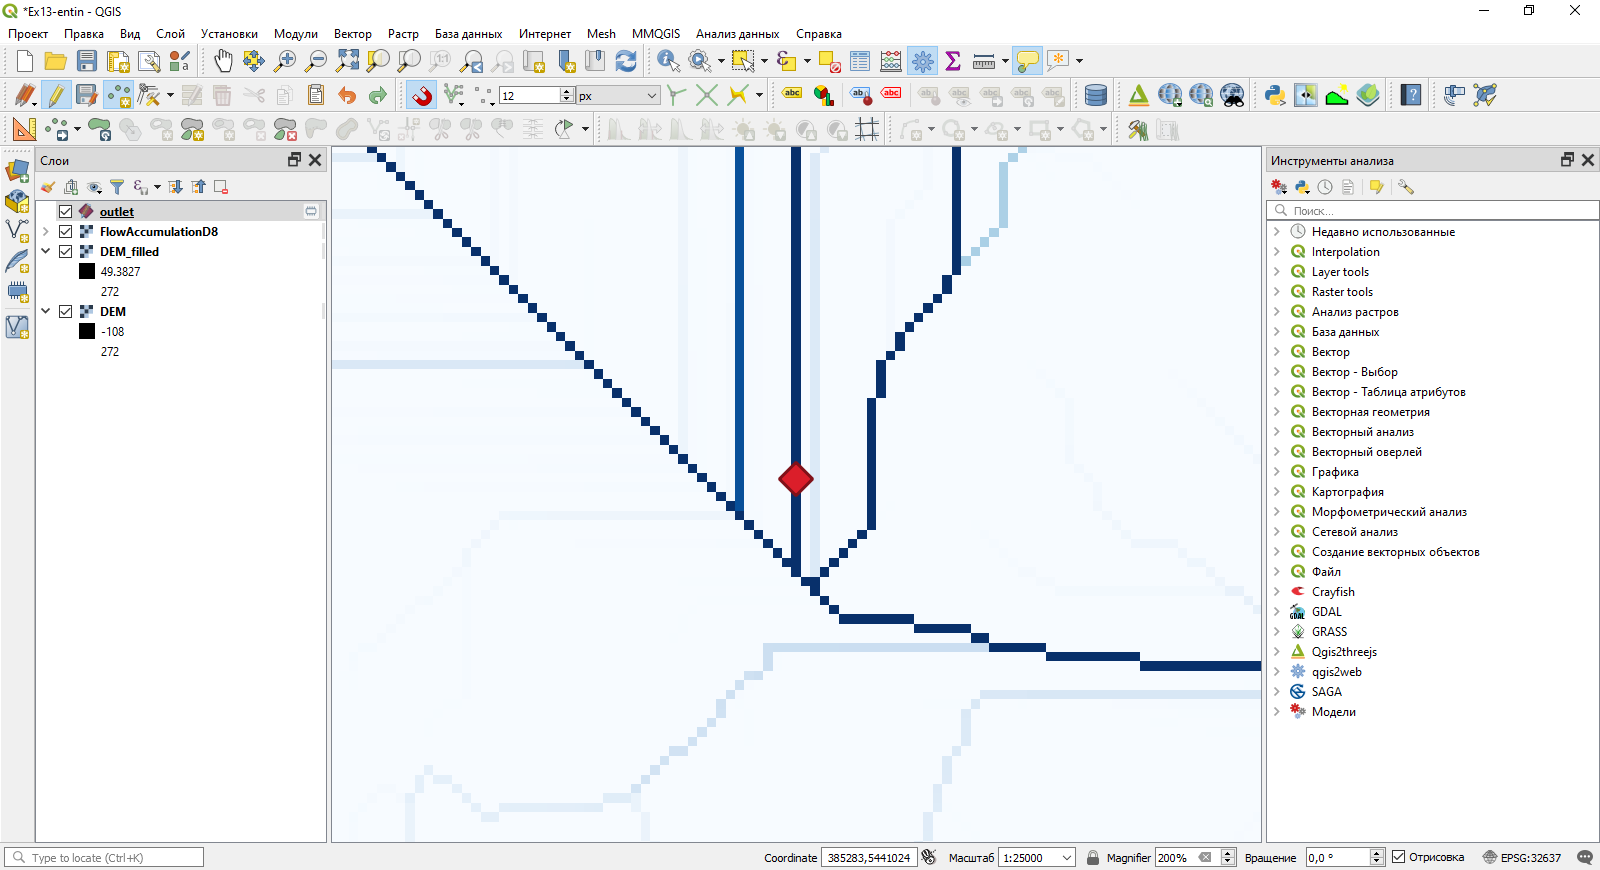 *Ex13-entin - QGIS
Проект Правка Вид Слой Установки Модули Вектор Растр База данных Интернет Mesh MMQGIS Анализ данных Справка
12 px
Слои
outlet
FlowAccumulationD8
DEM_filled
49.3827
272
DEM
-108
272
Инструменты анализа
Поиск...
Недавно использованные
Interpolation
Layer tools
Raster tools
Анализ растров
База данных
Вектор
Вектор - Выбор
Вектор - Таблица атрибутов
Векторная геометрия
Векторный анализ
Векторный оверлей
Графика
Картография
Морфометрический анализ
Сетевой анализ
Создание векторных объектов
Файл
Crayfish
GDAL
GRASS
Qgis2threejs
qgis2web
SAGA
Модели
Type to locate (Ctrl+K) Coordinate 385283,5441024 Масштаб 1:25000 Magnifier 200% Вращение 0,0 ° Отрисовка EPSG:32637